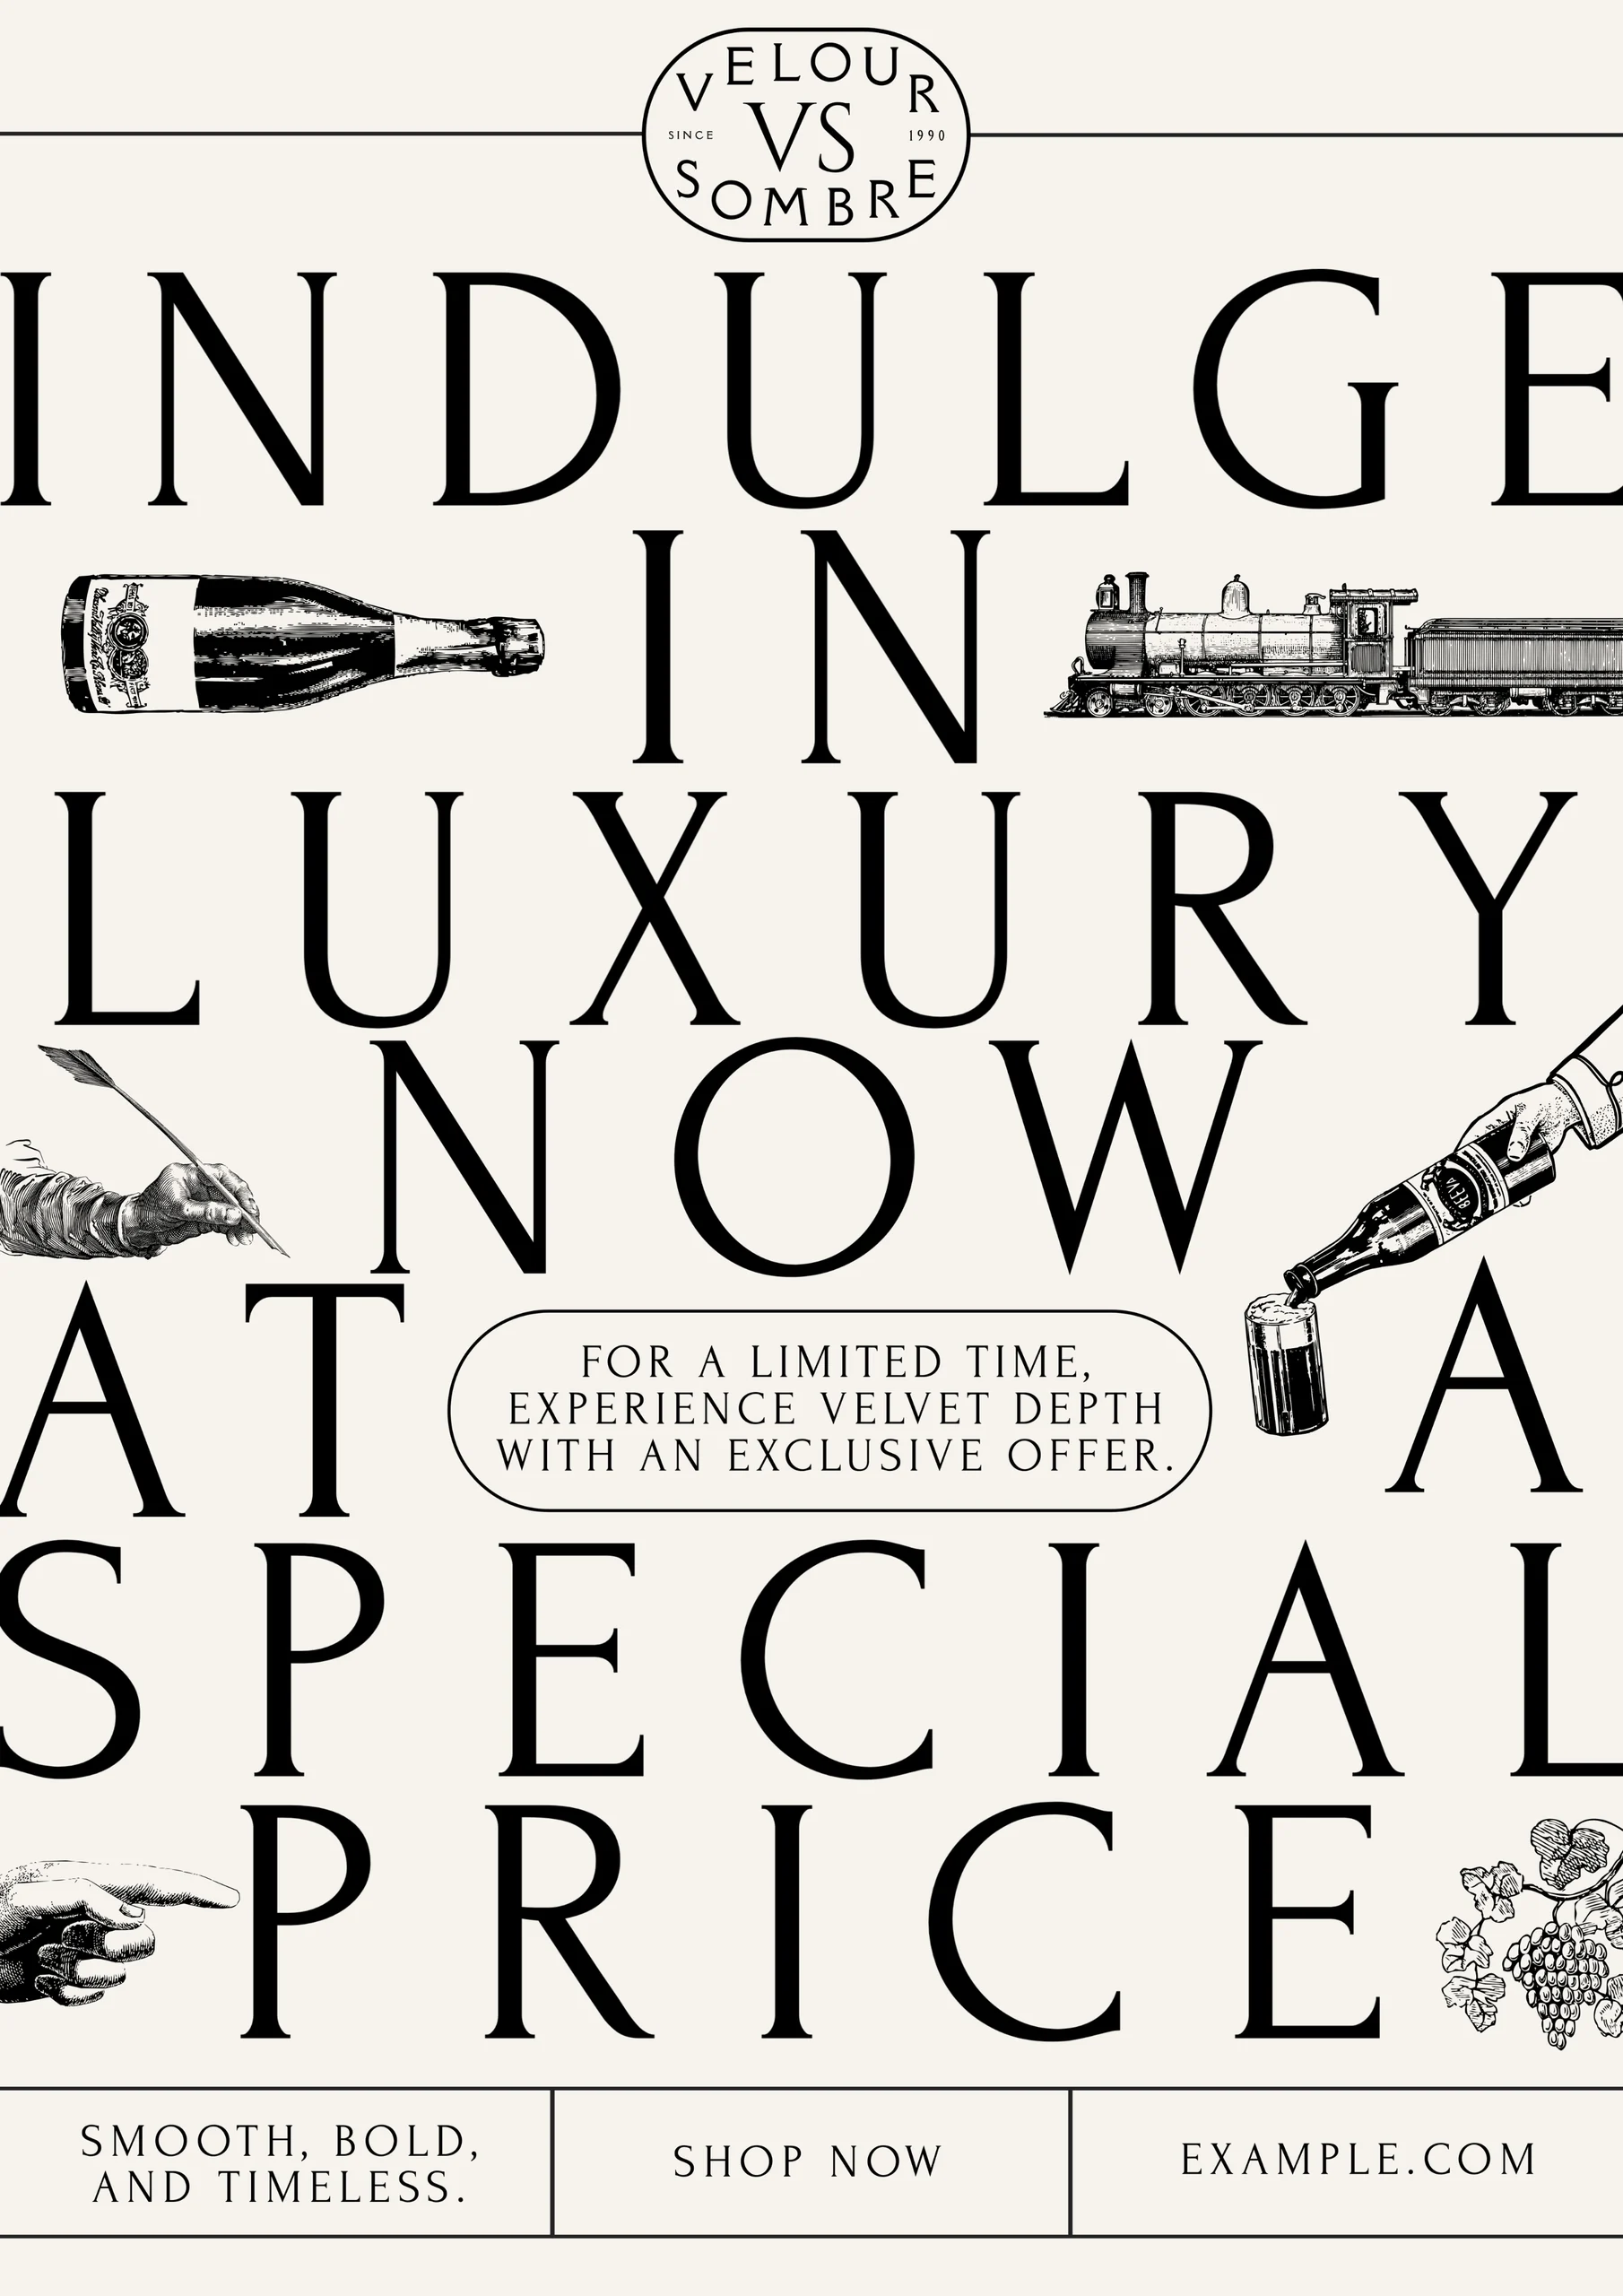 VELOUR
SINCE VS 1990
SOMBRE
INDULGE
IN
LUXURY
NOW
AT A
FOR A LIMITED TIME,
EXPERIENCE VELVET DEPTH
WITH AN EXCLUSIVE OFFER.
SPECIAL
PRICE
SMOOTH, BOLD,
AND TIMELESS.
SHOP NOW
EXAMPLE.COM